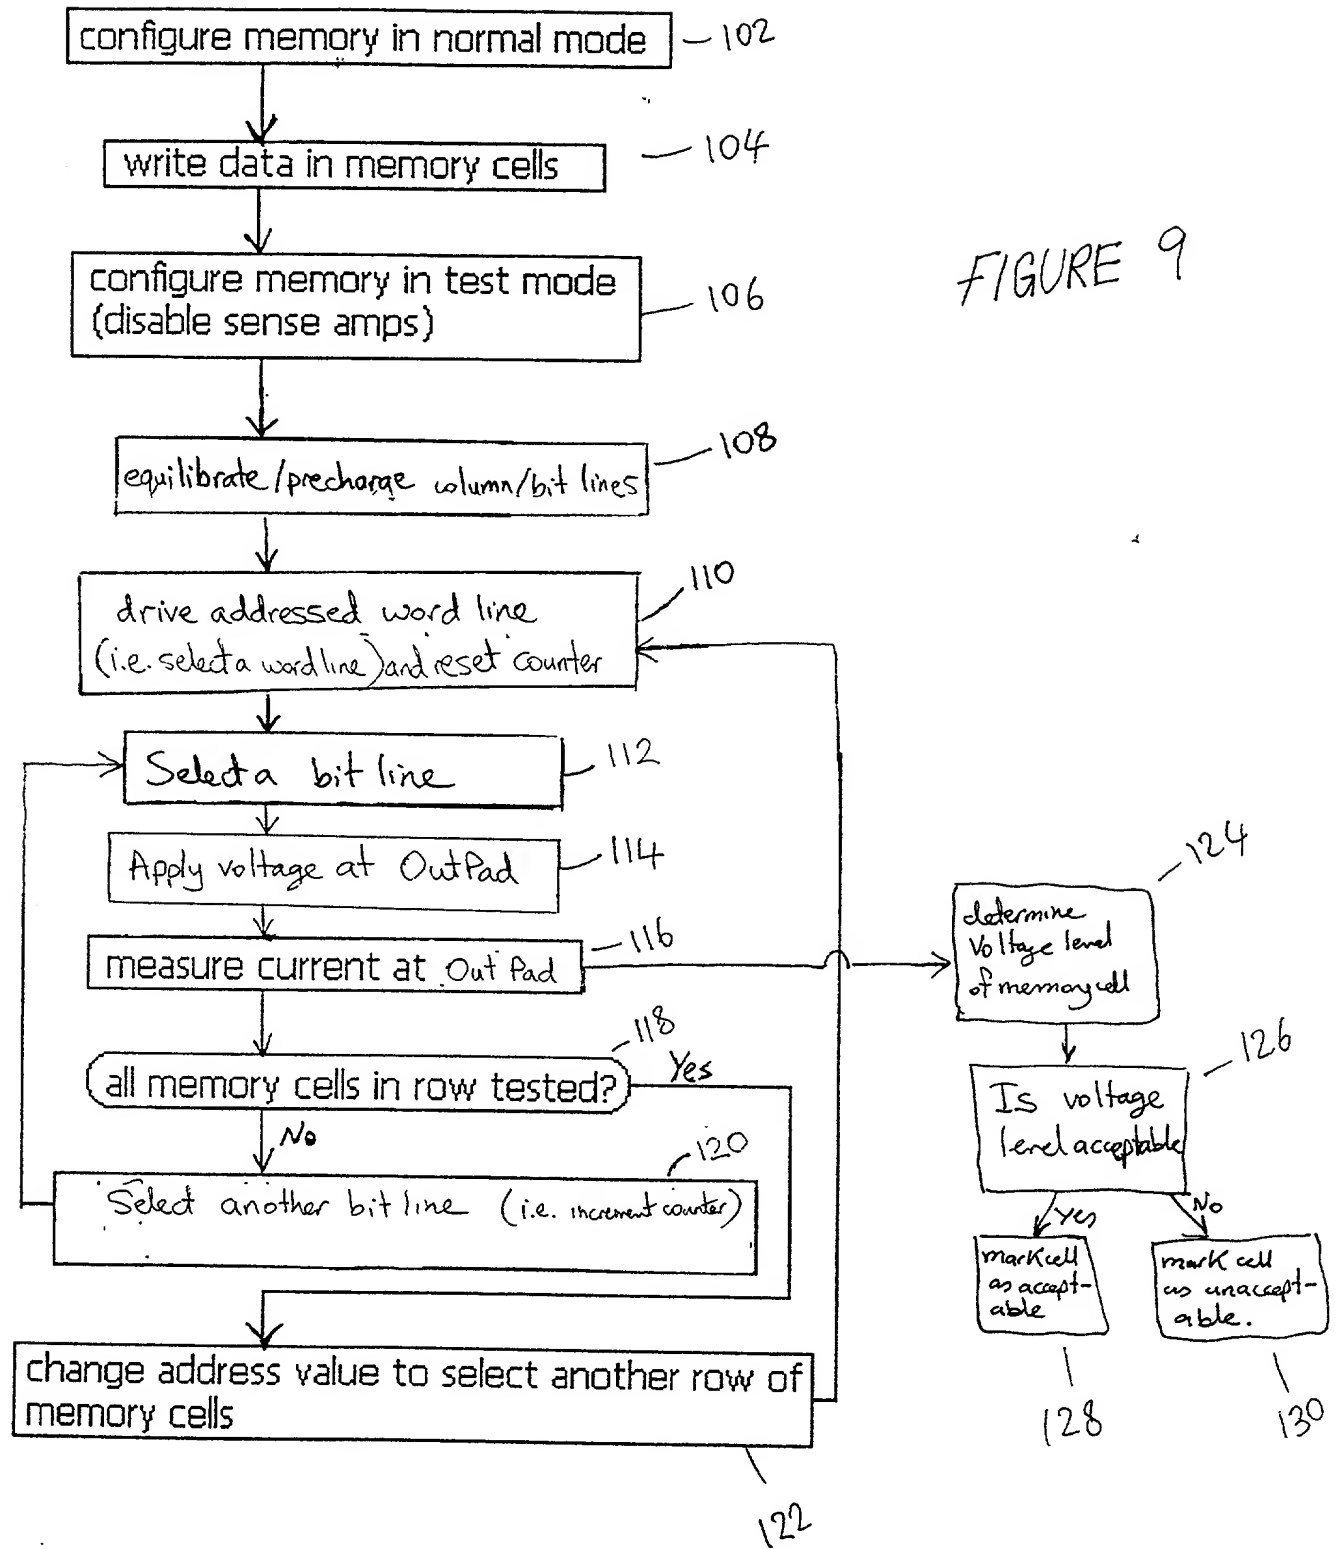 configure memory in normal mode
102
write data in memory cells
104
configure memory in test mode
(disable sense amps)
106
FIGURE 9
equilibrate/precharge column/bit lines
108
drive addressed word line
(i.e. select a wordline) and reset counter
110
Select a bit line
112
Apply voltage at OutPad
114
measure current at Out Pad
116
all memory cells in row tested?
118
Yes
No
Select another bit line (i.e. increment counter)
120
change address value to select another row of
memory cells
122
determine
voltage level
of memory cell
124
Is voltage
level acceptable
126
Yes
No
mark cell
as accept-
able
128
mark cell
as unaccept-
able.
130